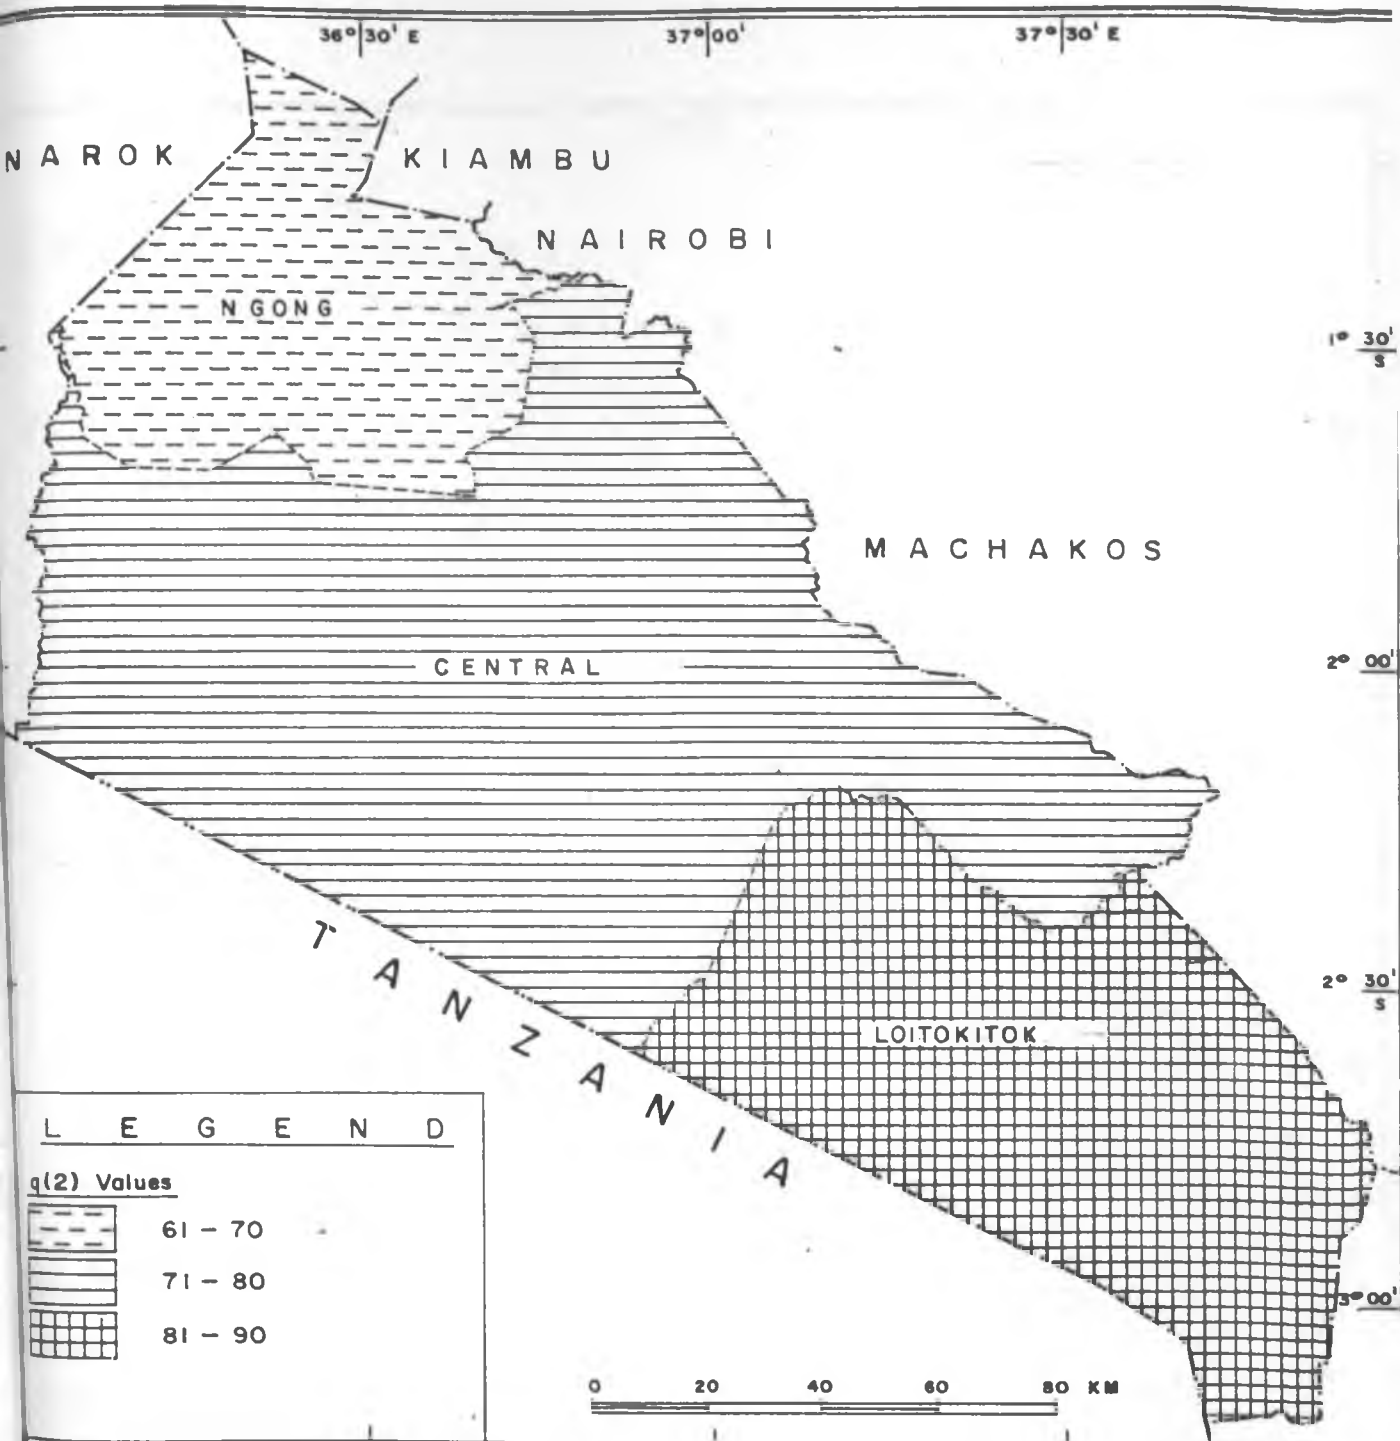 36° 30' E 37° 00' 37° 30' E
NAROK KIAMBU
NAIROBI
NGONG
1° 30'
S
MACHAKOS
CENTRAL
2° 00'
TANZANIA
2° 30'
S
LOITOKITOK
LEGEND
q(2) Values
61 - 70
71 - 80
81 - 90
3° 00'
0 20 40 60 80 KM